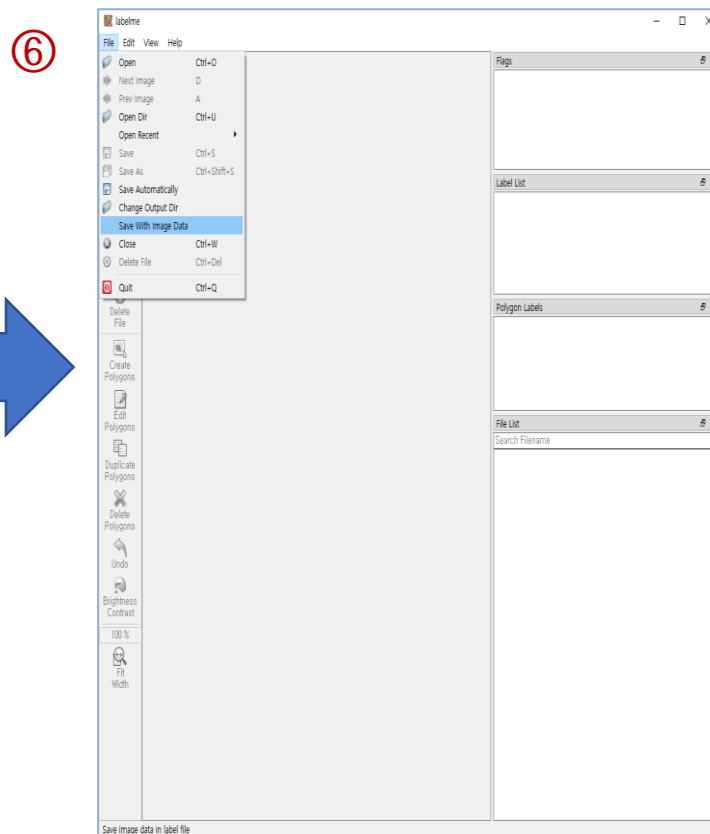 ⑥
labelme
File Edit View Help
Open Ctrl+O
Next Image D
Prev Image A
Open Dir Ctrl+U
Open Recent
Save Ctrl+S
Save As Ctrl+Shift+S
Save Automatically
Change Output Dir
Save With Image Data
Close Ctrl+W
Delete File Ctrl+Del
Quit Ctrl+Q
Delete
File
Create
Polygons
Edit
Polygons
Duplicate
Polygons
Delete
Polygons
Undo
Brightness
Contrast
100 %
Fit
Width
Flags
Label List
Polygon Labels
File List
Search Filename
Save image data in label file